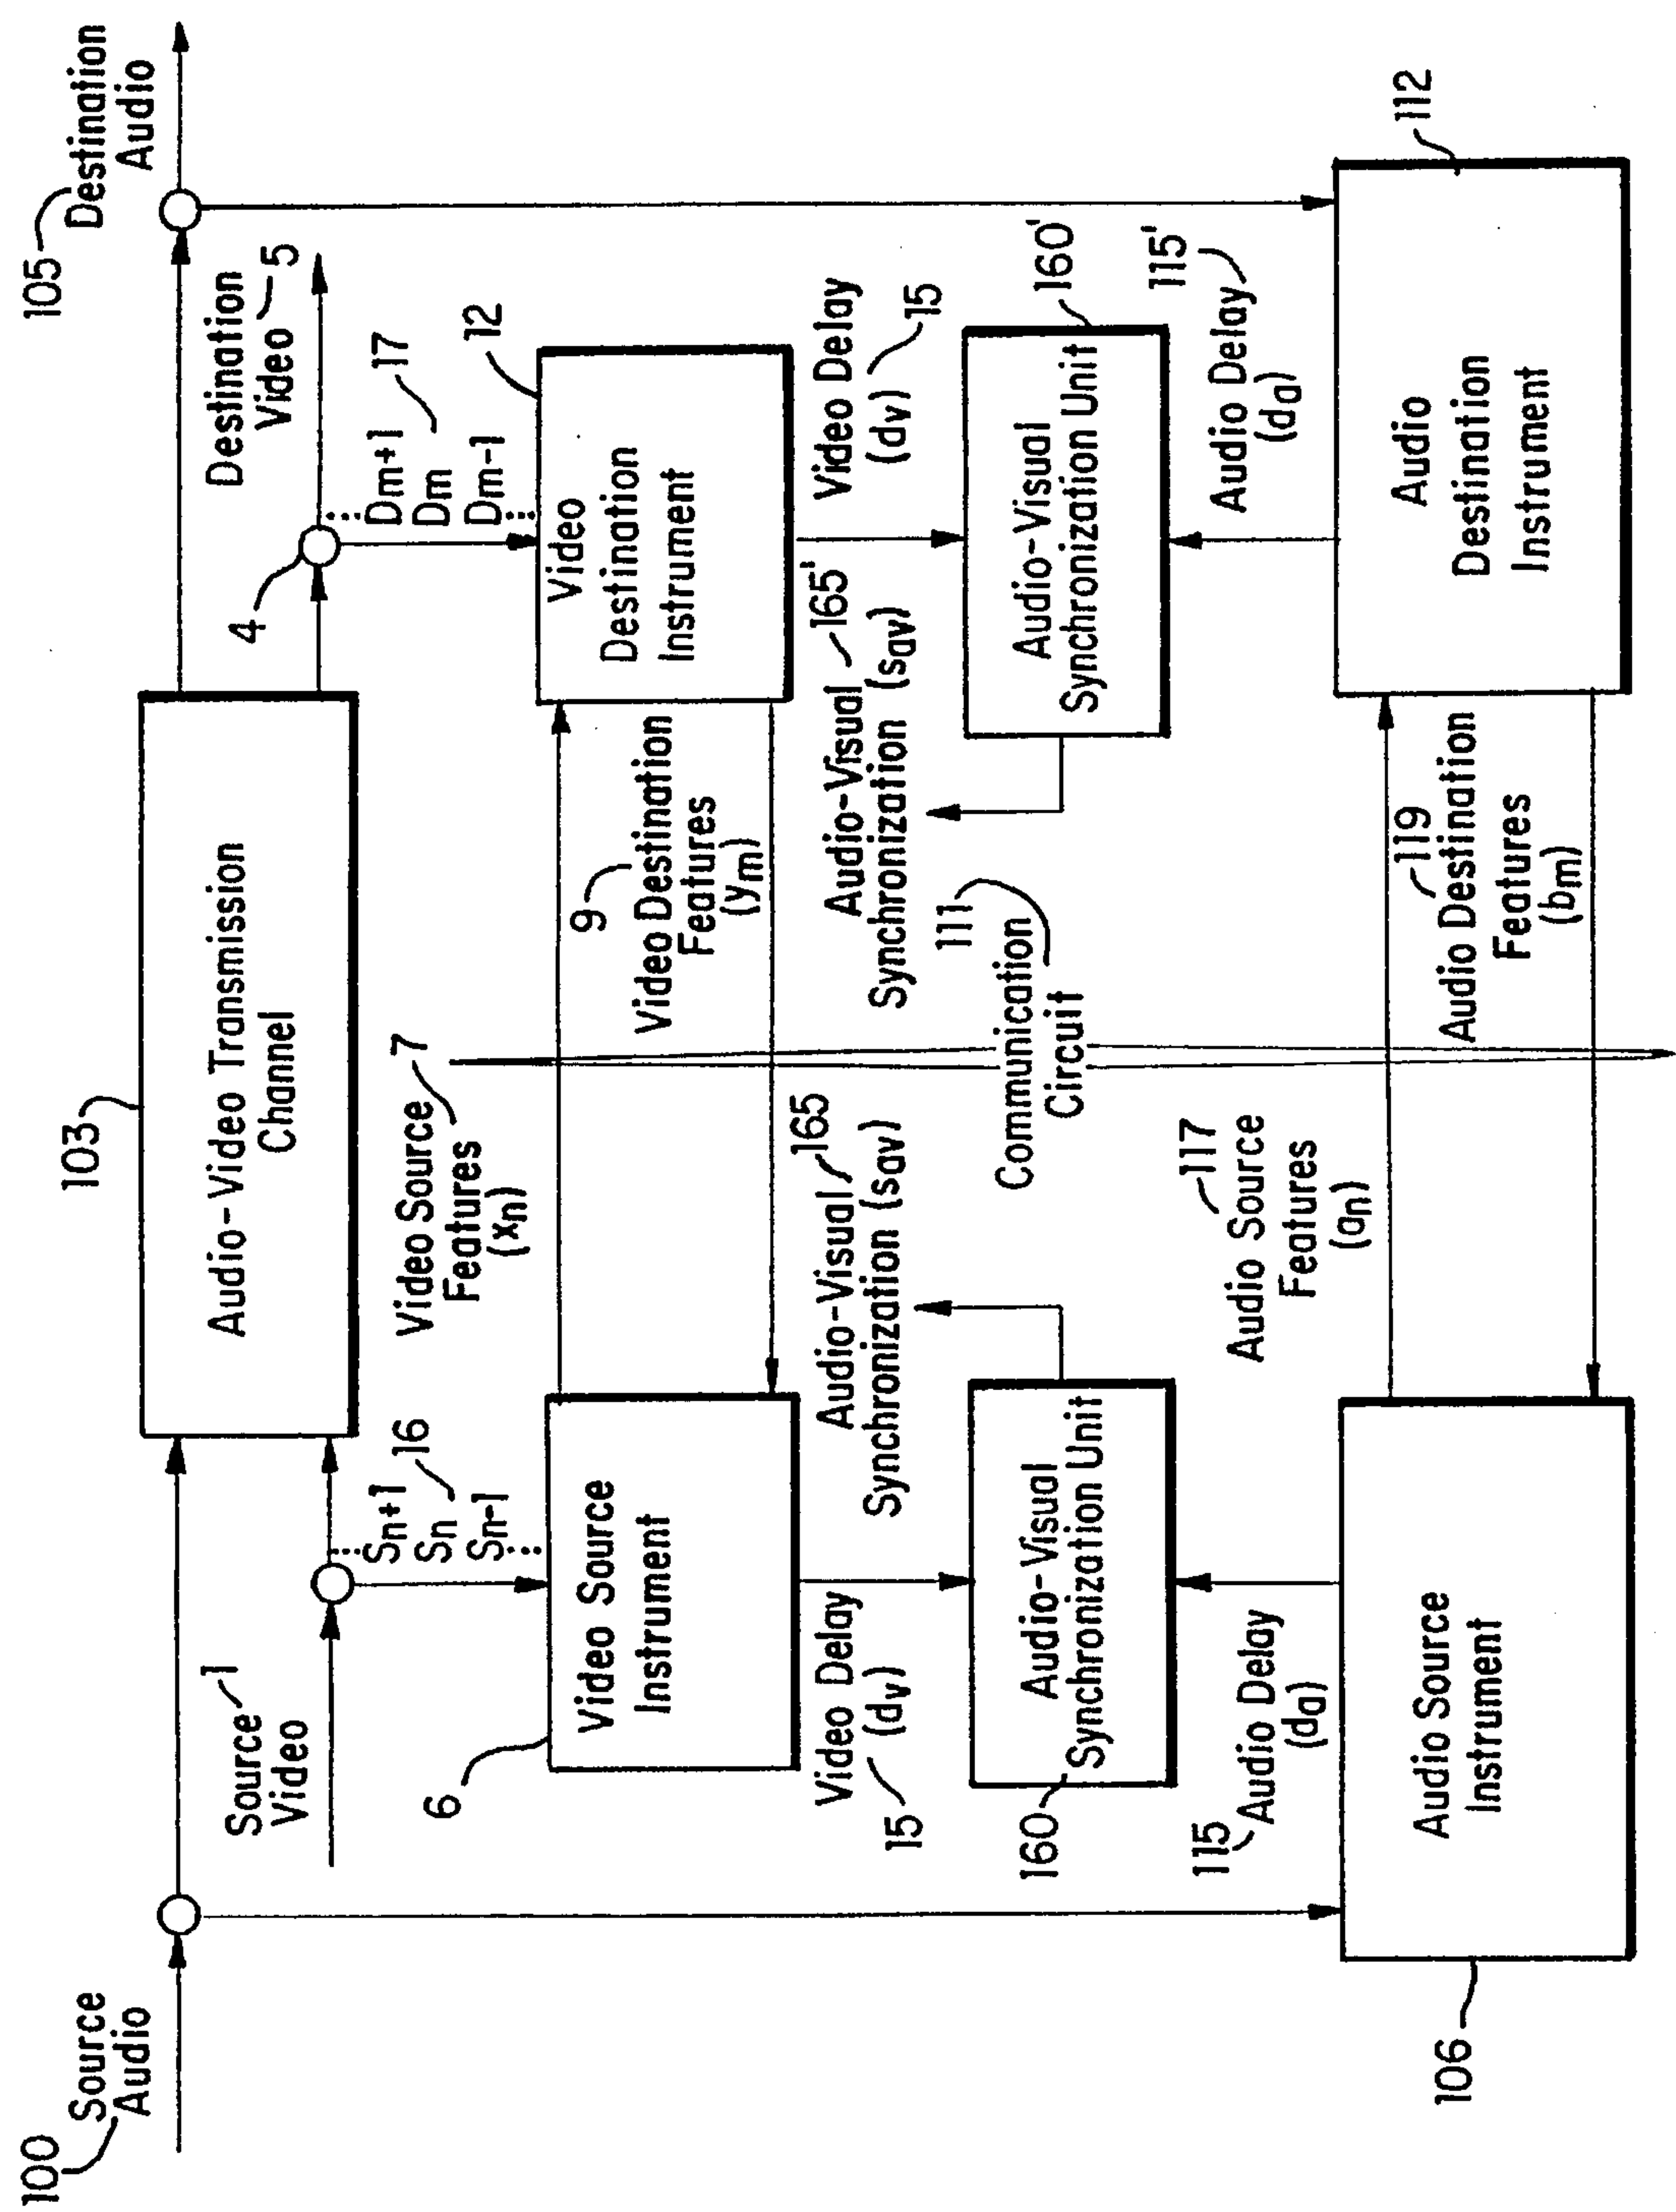 100
Source
Audio
Source 1
Video
103
Audio-Video Transmission
Channel
105
Destination
Audio
Destination
Video 5
4
Sn+1
Sn 16
Sn-1
Dm+1
Dm 17
Dm-1
6
Video Source
Instrument
Video Source 7
Features
(xn)
9
Video Destination
Features
(ym)
12
Video
Destination
Instrument
Video Delay
(dv)
15
Audio-Visual 165
Synchronization (sav)
Audio-Visual 165'
Synchronization (sav)
Video Delay
(dv) 15
160
Audio-Visual
Synchronization Unit
111
Communication
Circuit
Audio-Visual
Synchronization Unit
160'
115
Audio Delay
(da)
117
Audio Source
Features
(an)
119
Audio Destination
Features
(bm)
Audio Delay 115'
(da)
106
Audio Source
Instrument
Audio
Destination
Instrument
112